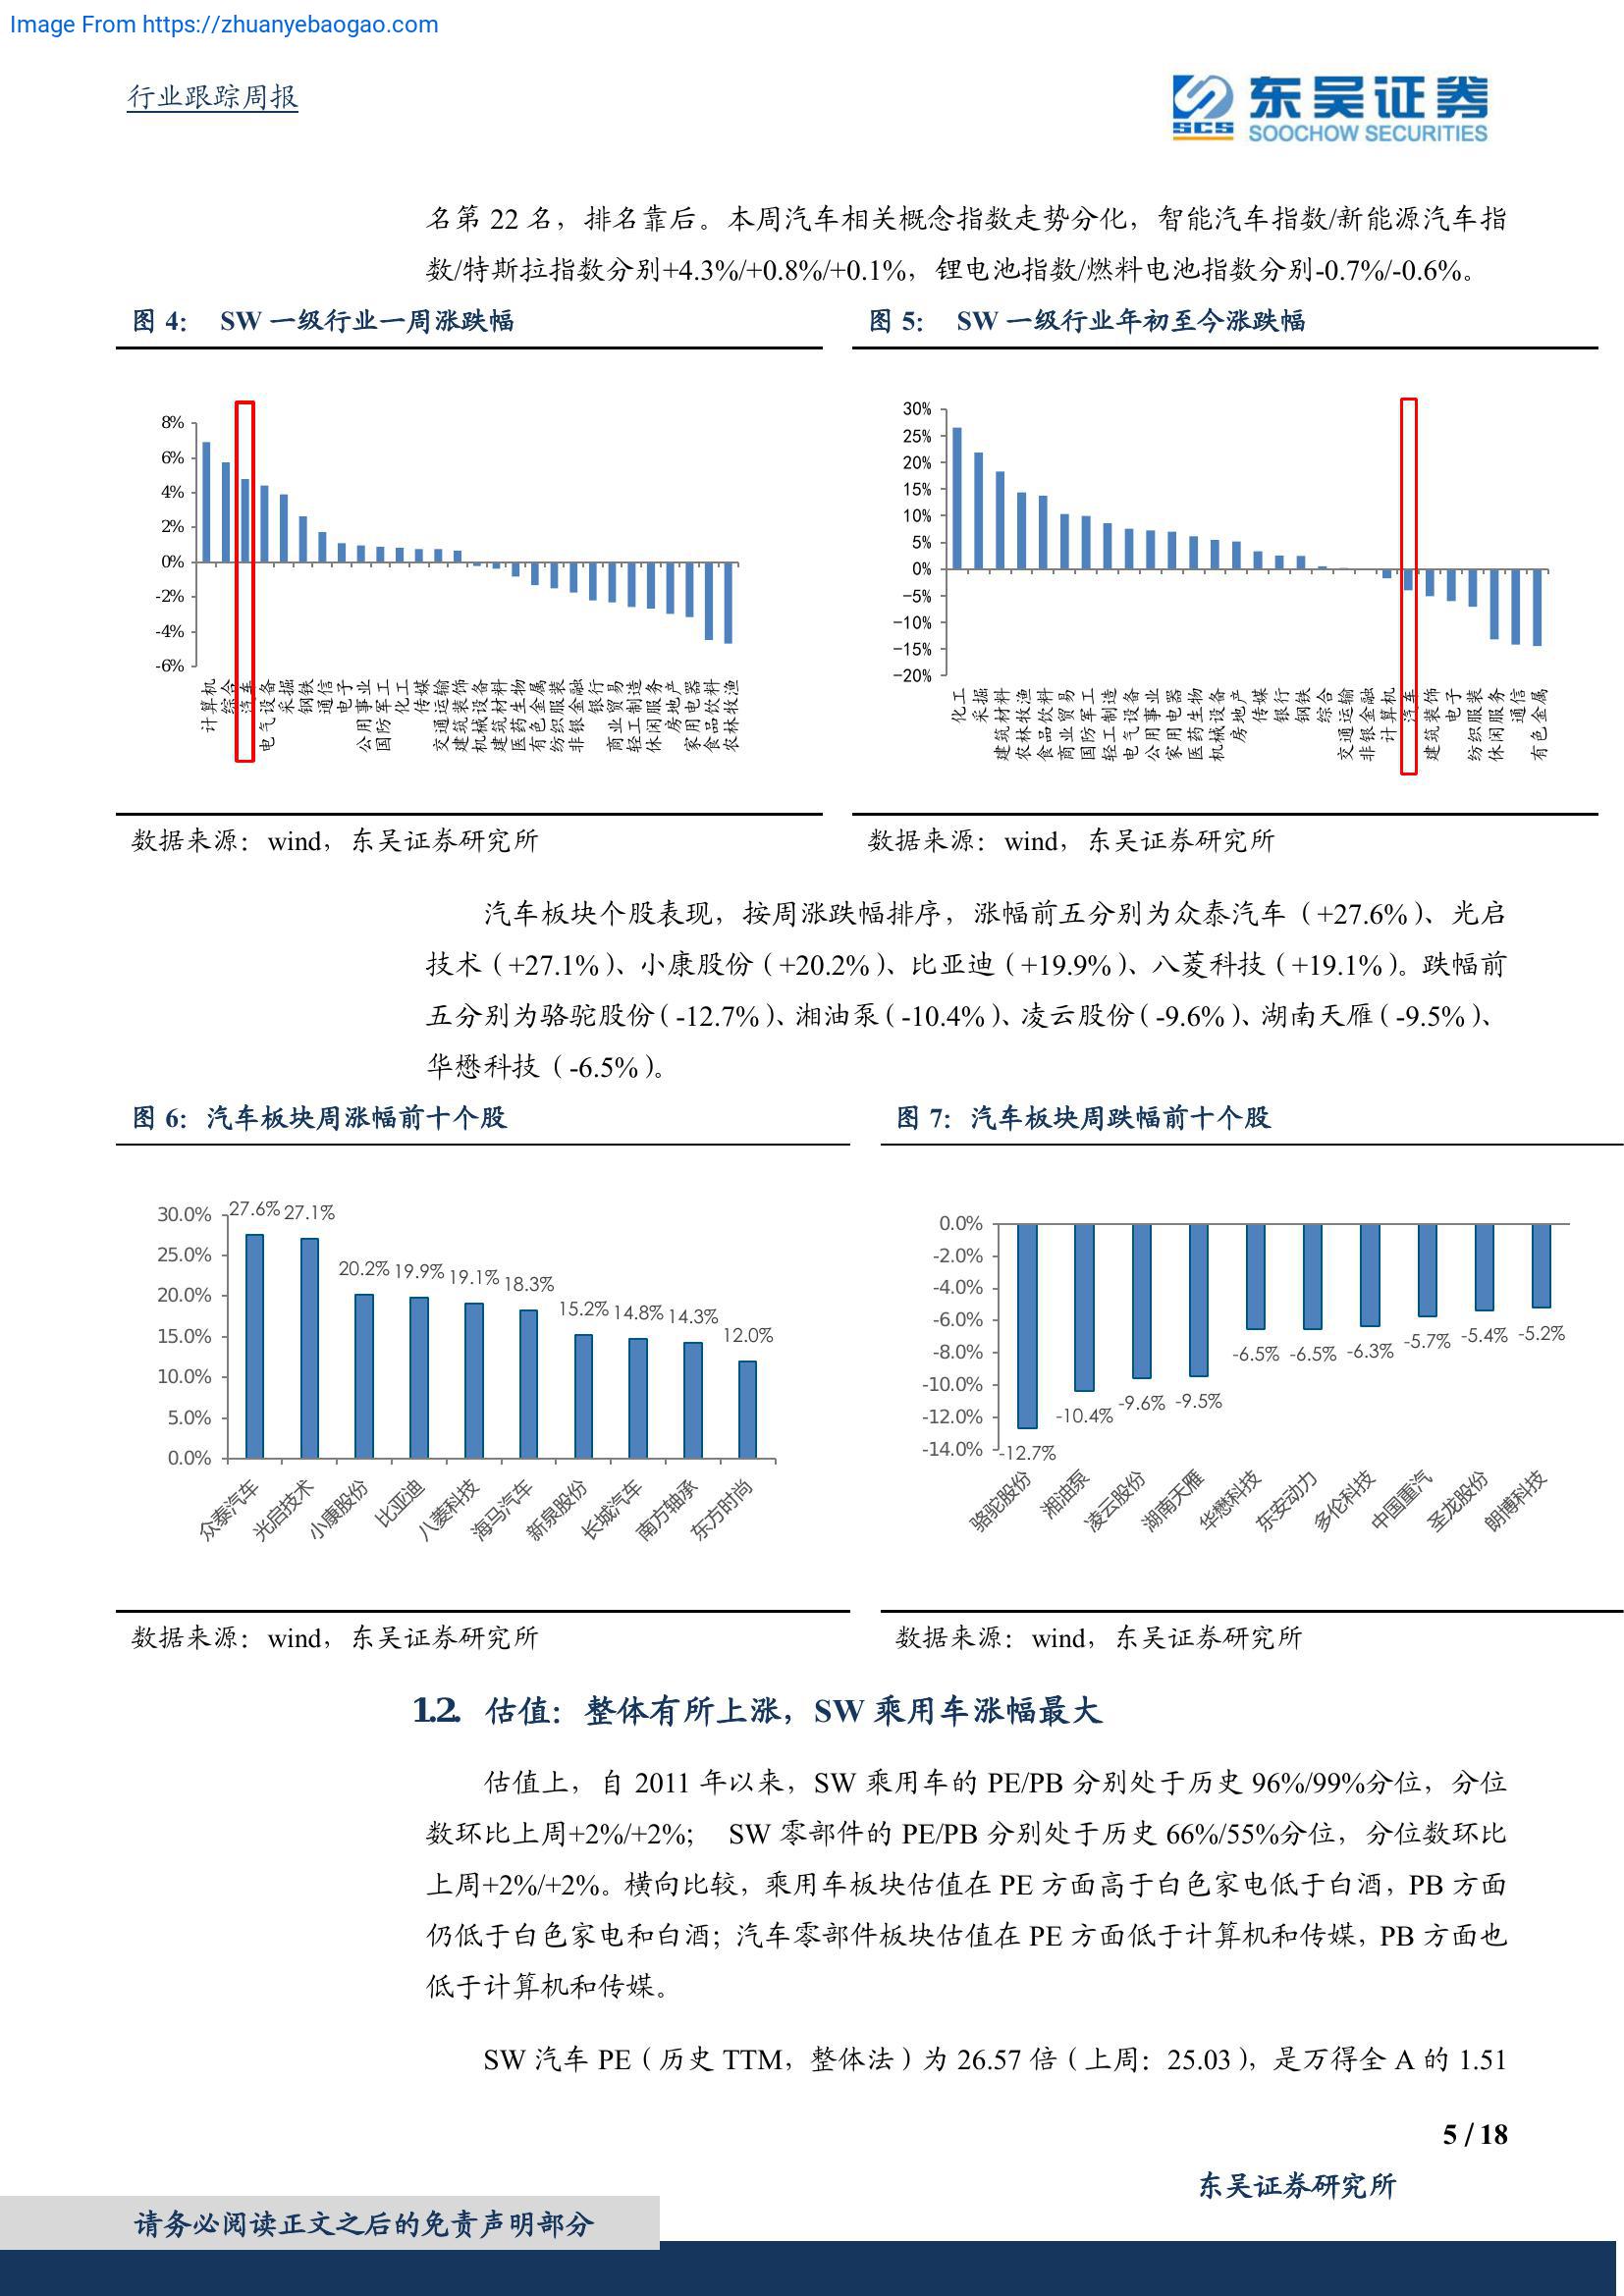 Image From https://zhuanyebaogao.com
行业跟踪周报
东吴证券
SCS SOOCHOW SECURITIES
名第 22 名，排名靠后。本周汽车相关概念指数走势分化，智能汽车指数/新能源汽车指
数/特斯拉指数分别+4.3%/+0.8%/+0.1%，锂电池指数/燃料电池指数分别-0.7%/-0.6%。
图 4： SW 一级行业一周涨跌幅
8%
6%
4%
2%
0%
-2%
-4%
-6%
计算机 综合 汽车 电气设备 采掘 钢铁 通信 电子 公用事业 国防军工 化工 传媒 交通运输 建筑装饰 机械设备 建筑材料 医药生物 有色金属 纺织服装 非银金融 银行 商业贸易 轻工制造 休闲服务 房地产 家用电器 食品饮料 农林牧渔
数据来源：wind，东吴证券研究所
图 5： SW 一级行业年初至今涨跌幅
30%
25%
20%
15%
10%
5%
0%
-5%
-10%
-15%
-20%
化工 采掘 建筑材料 农林牧渔 食品饮料 商业贸易 国防军工 轻工制造 电气设备 公用事业 家用电器 医药生物 机械设备 房地产 传媒 银行 钢铁 综合 交通运输 非银金融 计算机 汽车 建筑装饰 电子 纺织服装 休闲服务 通信 有色金属
数据来源：wind，东吴证券研究所
汽车板块个股表现，按周涨跌幅排序，涨幅前五分别为众泰汽车（+27.6%）、光启
技术（+27.1%）、小康股份（+20.2%）、比亚迪（+19.9%）、八菱科技（+19.1%）。跌幅前
五分别为骆驼股份（-12.7%）、湘油泵（-10.4%）、凌云股份（-9.6%）、湖南天雁（-9.5%）、
华懋科技（-6.5%）。
图 6：汽车板块周涨幅前十个股
30.0%
25.0%
20.0%
15.0%
10.0%
5.0%
0.0%
27.6% 27.1% 20.2% 19.9% 19.1% 18.3% 15.2% 14.8% 14.3% 12.0%
众泰汽车 光启技术 小康股份 比亚迪 八菱科技 海马汽车 新泉股份 长城汽车 南方轴承 东方时尚
数据来源：wind，东吴证券研究所
图 7：汽车板块周跌幅前十个股
0.0%
-2.0%
-4.0%
-6.0%
-8.0%
-10.0%
-12.0%
-14.0%
-12.7% -10.4% -9.6% -9.5% -6.5% -6.5% -6.3% -5.7% -5.4% -5.2%
骆驼股份 湘油泵 凌云股份 湖南天雁 华懋科技 东安动力 多伦科技 中国重汽 圣龙股份 朗博科技
数据来源：wind，东吴证券研究所
1.2. 估值：整体有所上涨，SW 乘用车涨幅最大
估值上，自 2011 年以来，SW 乘用车的 PE/PB 分别处于历史 96%/99%分位，分位
数环比上周+2%/+2%； SW 零部件的 PE/PB 分别处于历史 66%/55%分位，分位数环比
上周+2%/+2%。横向比较，乘用车板块估值在 PE 方面高于白色家电低于白酒，PB 方面
仍低于白色家电和白酒；汽车零部件板块估值在 PE 方面低于计算机和传媒，PB 方面也
低于计算机和传媒。
SW 汽车 PE（历史 TTM，整体法）为 26.57 倍（上周：25.03），是万得全 A 的 1.51
5 / 18
东吴证券研究所
请务必阅读正文之后的免责声明部分